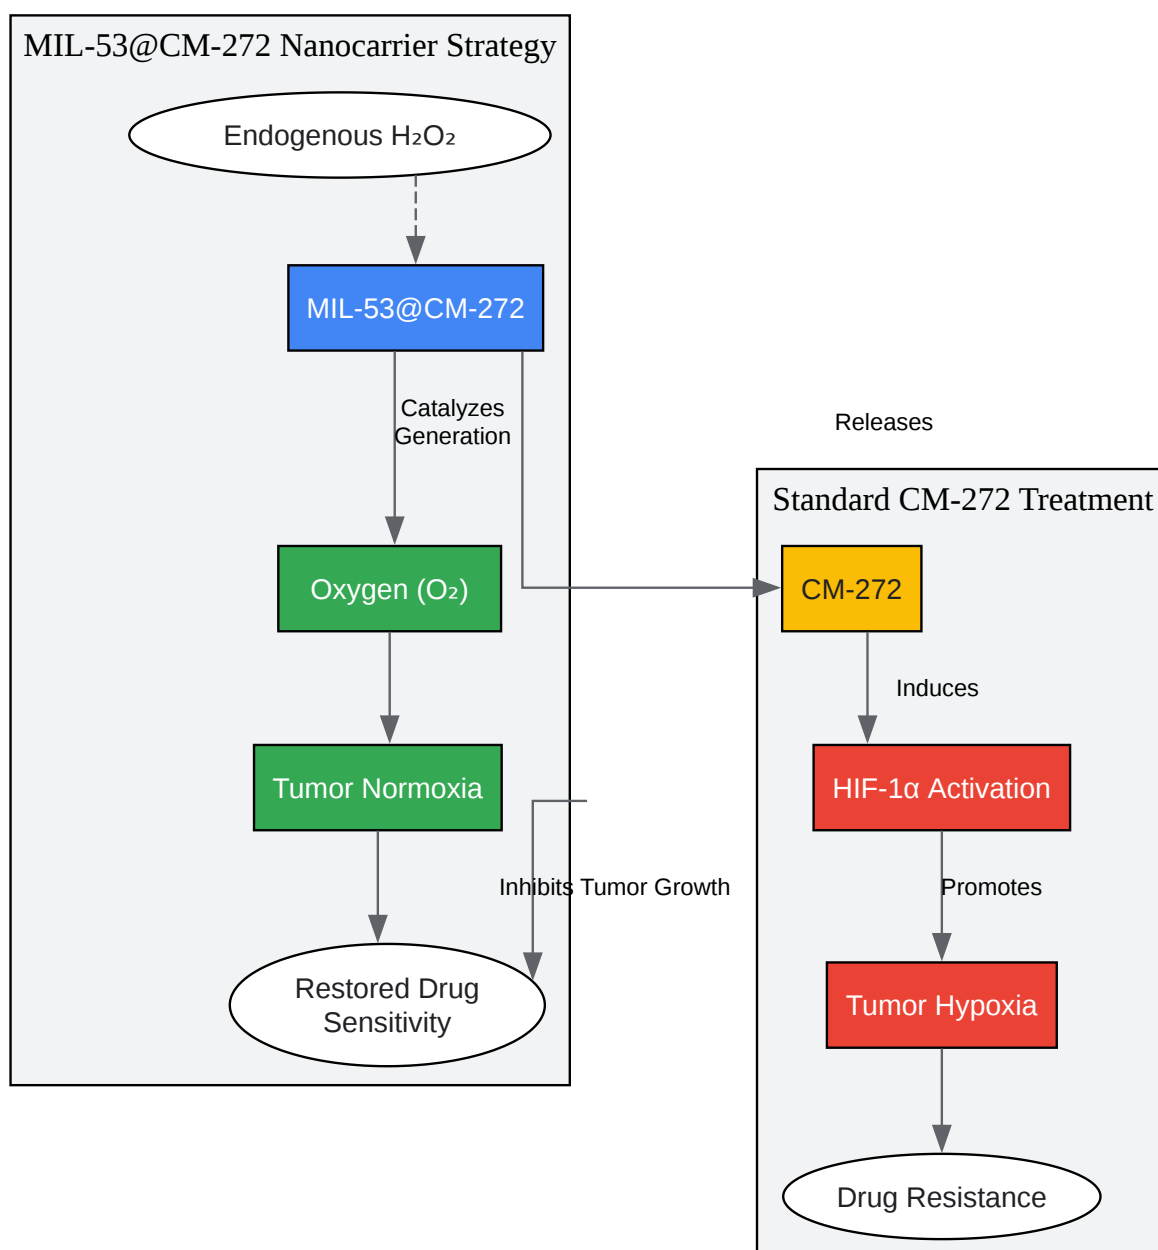 MIL-53@CM-272 Nanocarrier Strategy
Endogenous H₂O₂
MIL-53@CM-272
Catalyzes
Generation
Releases
Standard CM-272 Treatment
Oxygen (O₂)
CM-272
Induces
Tumor Normoxia
HIF-1α Activation
Inhibits Tumor Growth
Promotes
Restored Drug
Sensitivity
Tumor Hypoxia
Drug Resistance